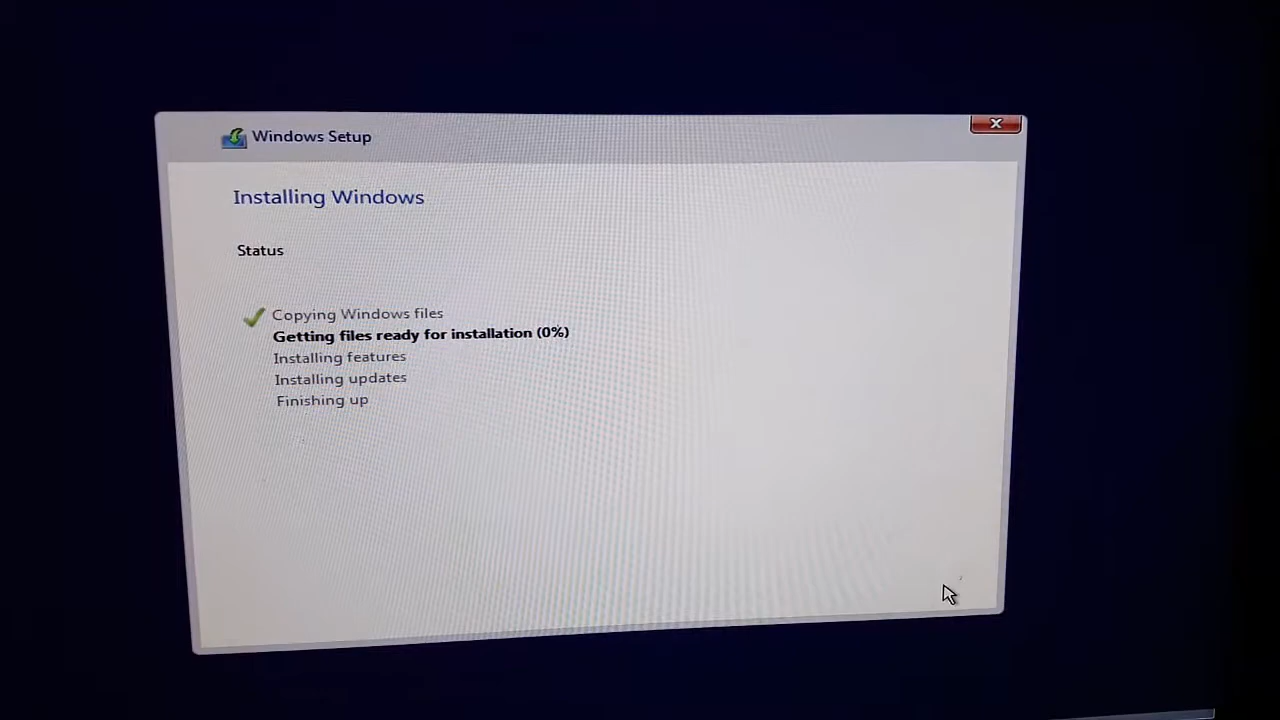 Windows Setup
Installing Windows
Status
Copying Windows files
Getting files ready for installation (0%)
Installing features
Installing updates
Finishing up